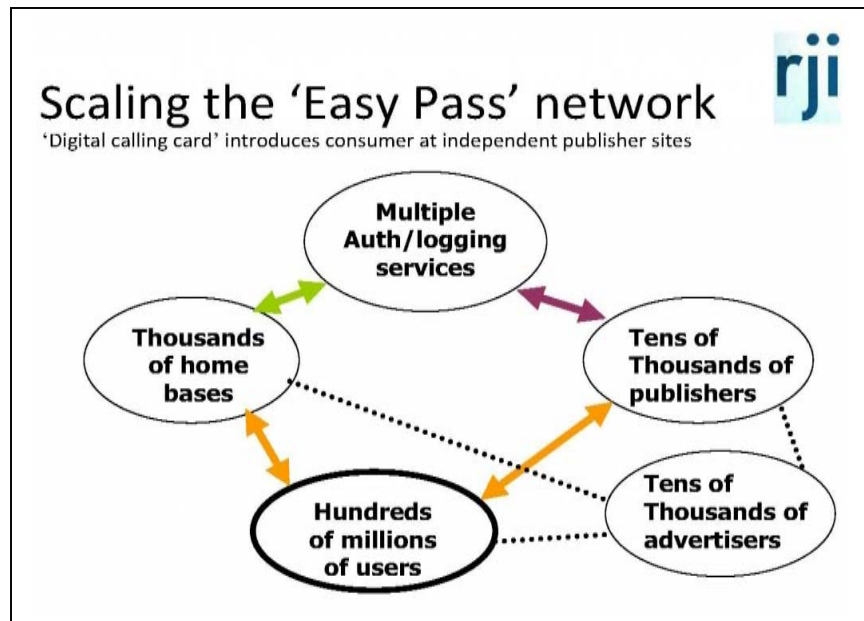 rji
Scaling the ‘Easy Pass’ network
‘Digital calling card’ introduces consumer at independent publisher sites
Multiple
Auth/logging
services
Thousands
of home
bases
Tens of
Thousands of
publishers
Hundreds
of millions
of users
Tens of
Thousands of
advertisers